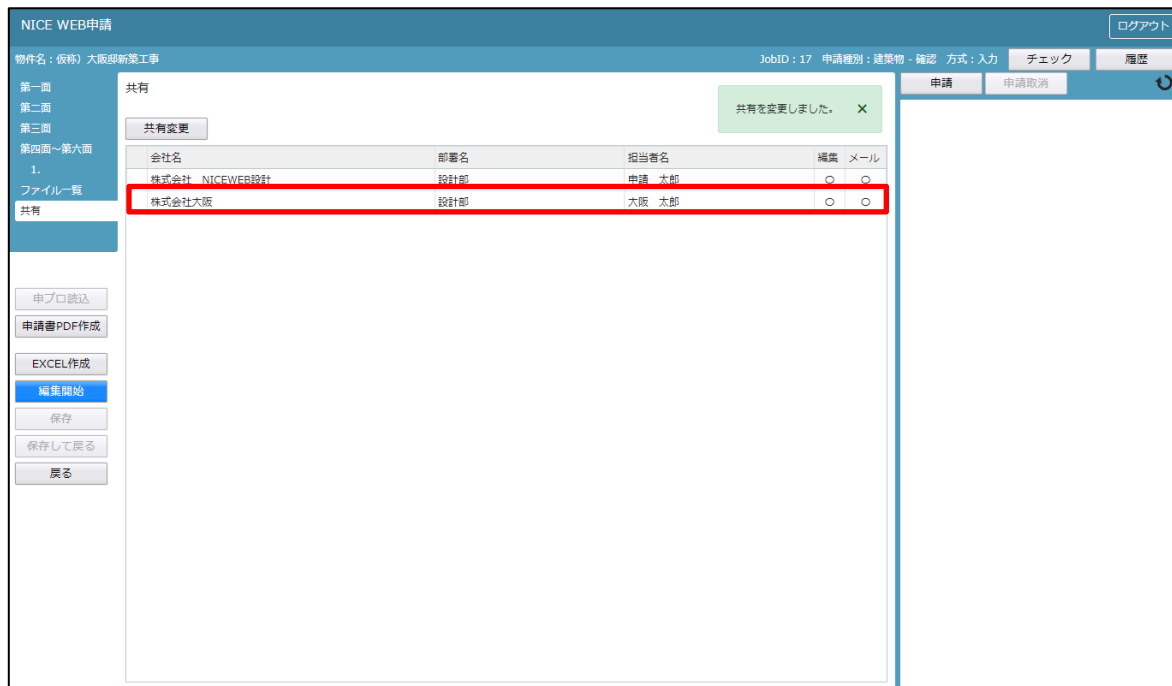 NICE WEB申請
ログアウト
物件名：仮称）大阪邸新築工事
JobID：17 申請種別：建築物 - 確認 方式：入力
チェック
履歴
第一面
第二面
第三面
第四面～第六面
1.
ファイル一覧
共有
申プロ読込
申請書PDF作成
EXCEL作成
編集開始
保存
保存して戻る
戻る
共有
共有を変更しました。 ×
共有変更
会社名 部署名 担当者名 編集 メール
株式会社　NICEWEB設計 設計部 申請　太郎 ○ ○
株式会社大阪 設計部 大阪　太郎 ○ ○
申請
申請取消